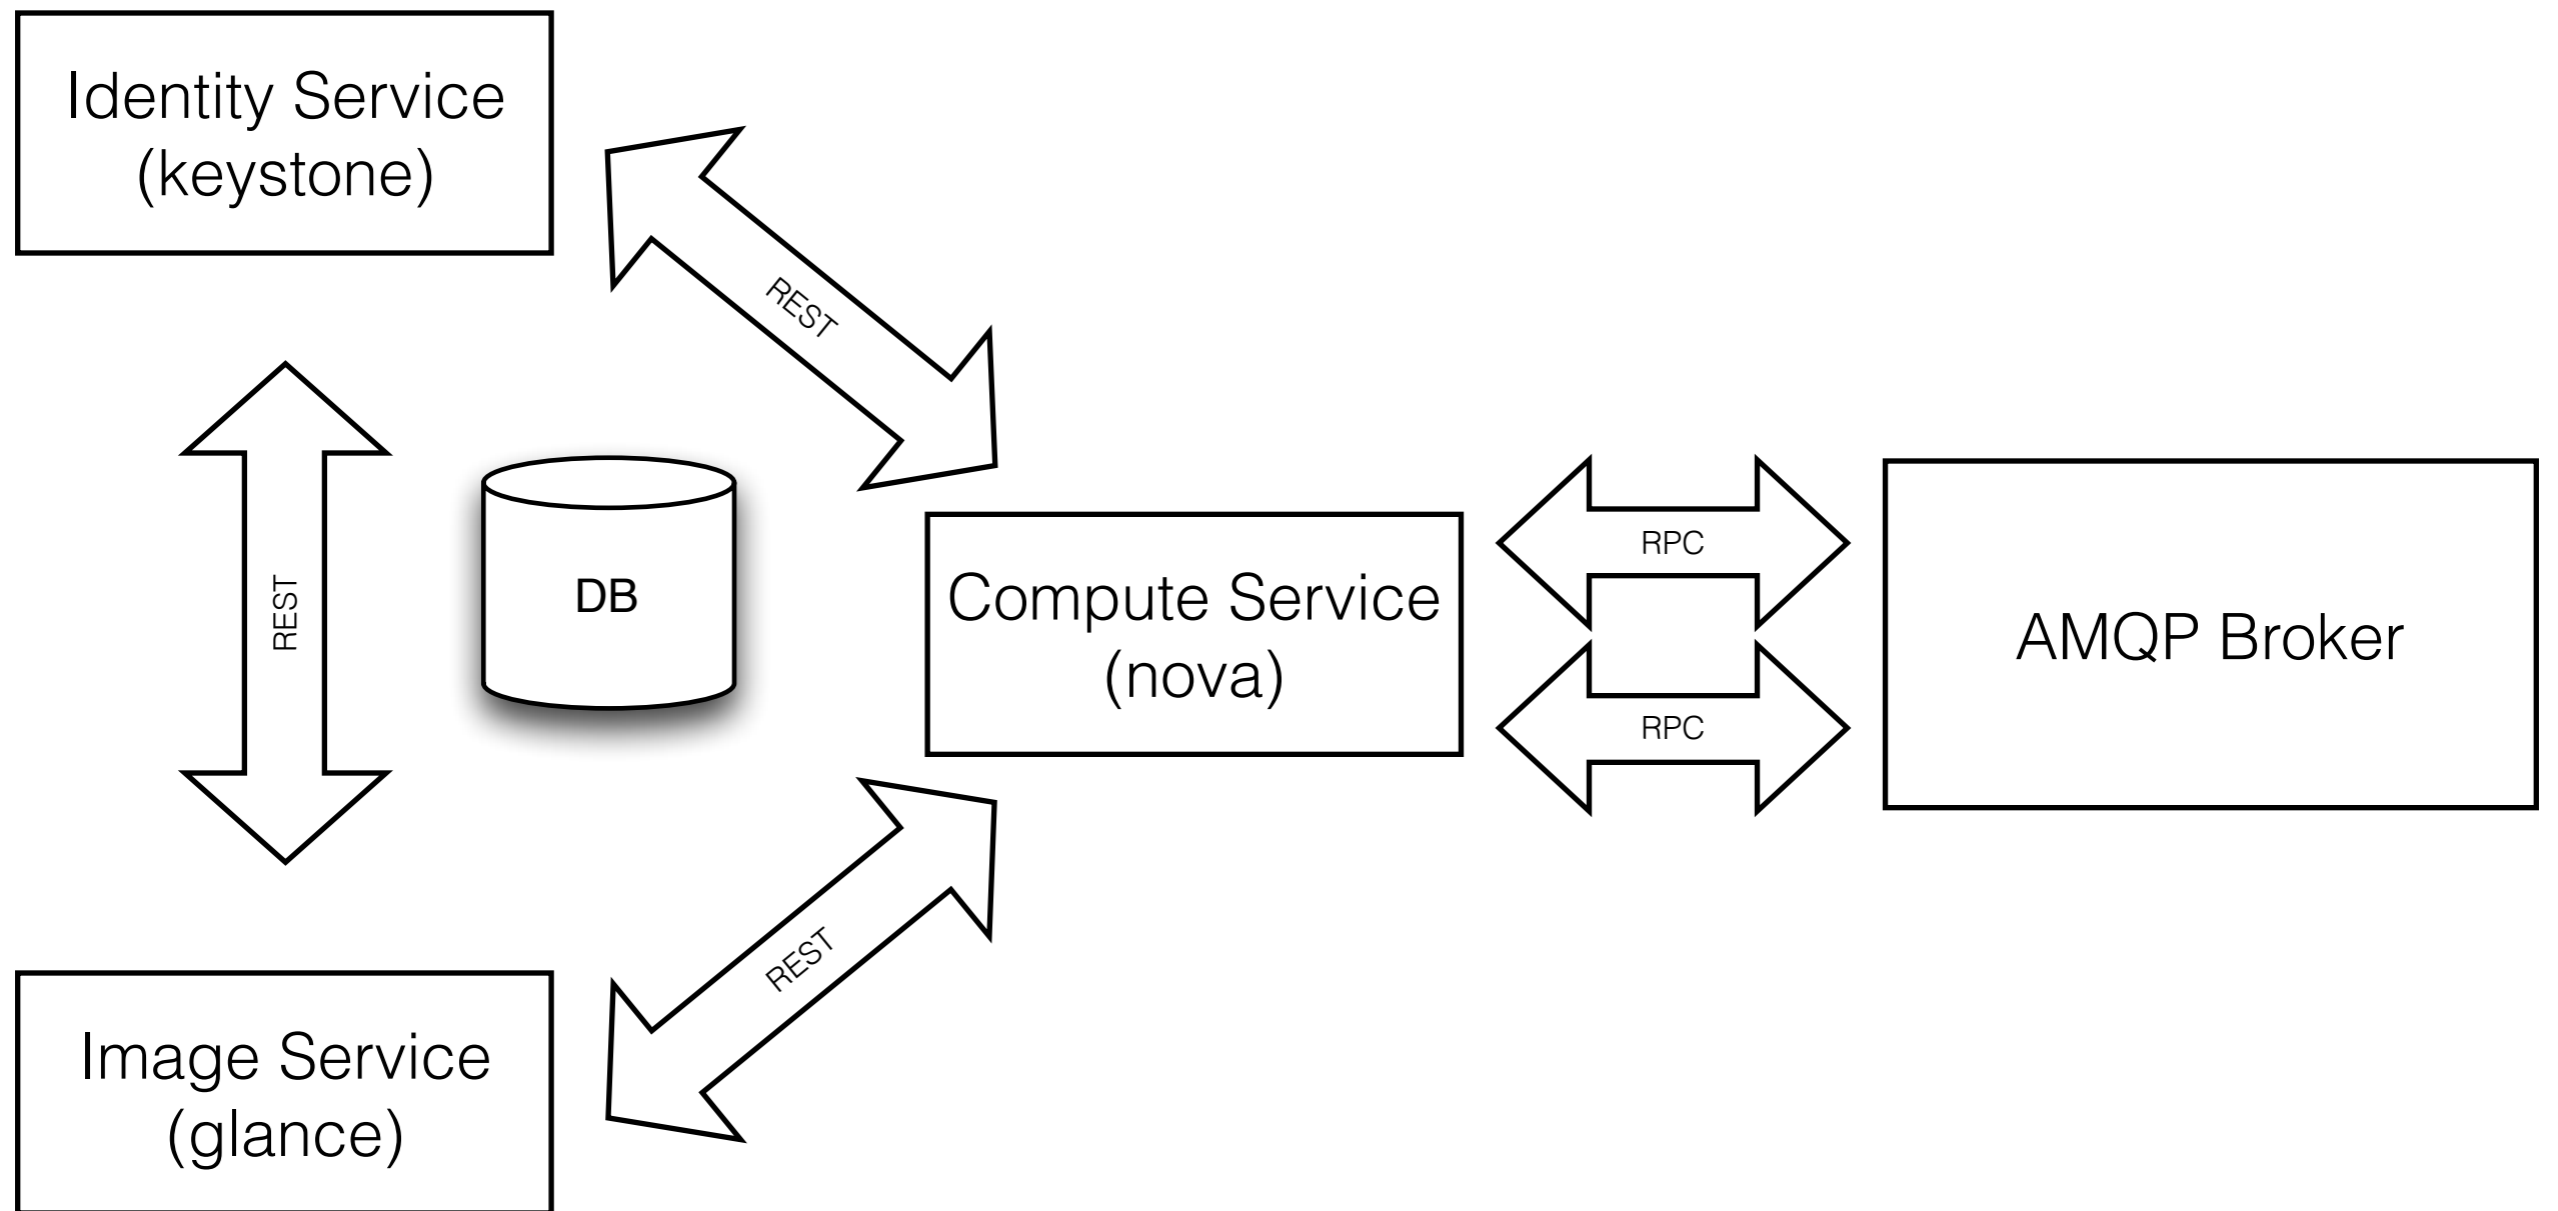 Identity Service
(keystone)
REST
REST
DB
Compute Service
(nova)
RPC
RPC
AMQP Broker
REST
Image Service
(glance)